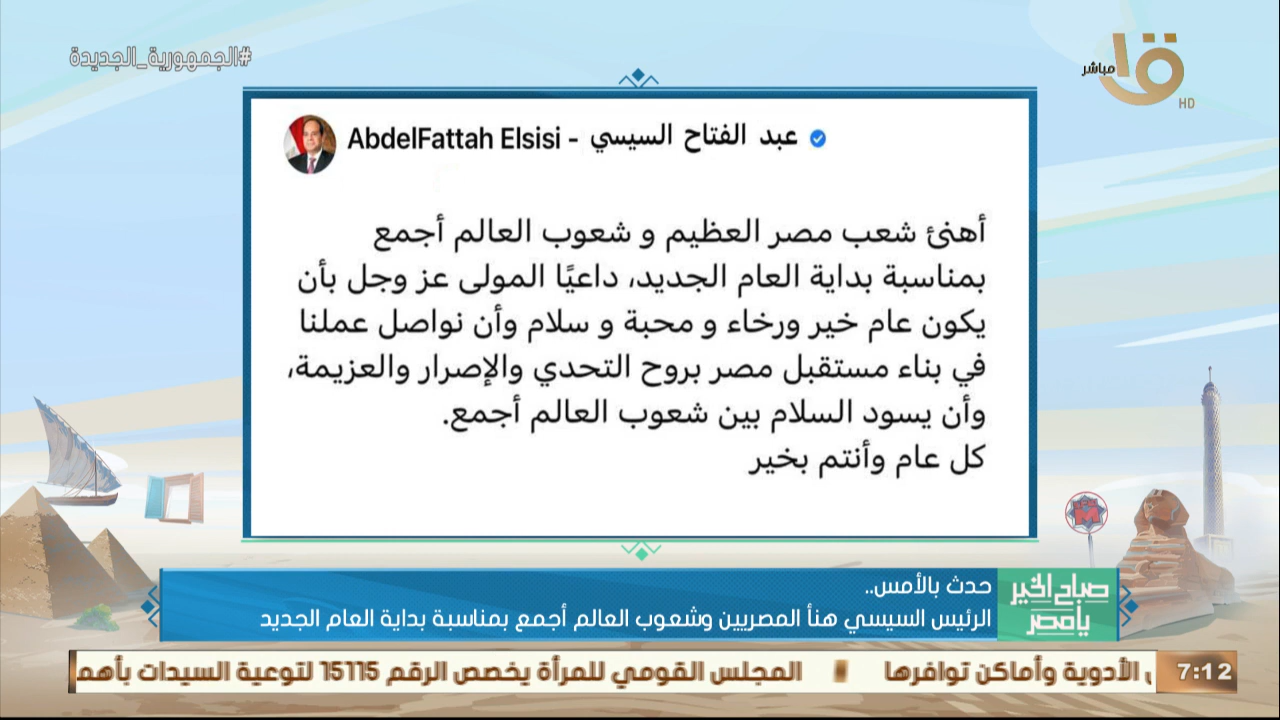 #الجمهورية_الجديدة
مباشر
HD
AbdelFattah Elsisi - عبد الفتاح السيسي
أهنئ شعب مصر العظيم و شعوب العالم أجمع
بمناسبة بداية العام الجديد، داعيًا المولى عز وجل بأن
يكون عام خير ورخاء و محبة و سلام وأن نواصل عملنا
في بناء مستقبل مصر بروح التحدي والإصرار والعزيمة،
وأن يسود السلام بين شعوب العالم أجمع.
كل عام وأنتم بخير
صباح الخير
يا مصر
حدث بالأمس..
الرئيس السيسي هنأ المصريين وشعوب العالم أجمع بمناسبة بداية العام الجديد
7:12
الأدوية وأماكن توافرها المجلس القومي للمرأة يخصص الرقم 15115 لتوعية السيدات